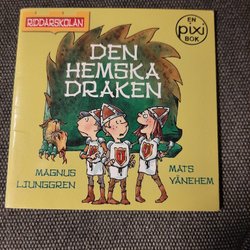 RIDDARSKOLAN
EN
pixi
BOK
DEN
HEMSKA
DRAKEN
MAGNUS
LJUNGGREN
MATS
VÄNEHEM